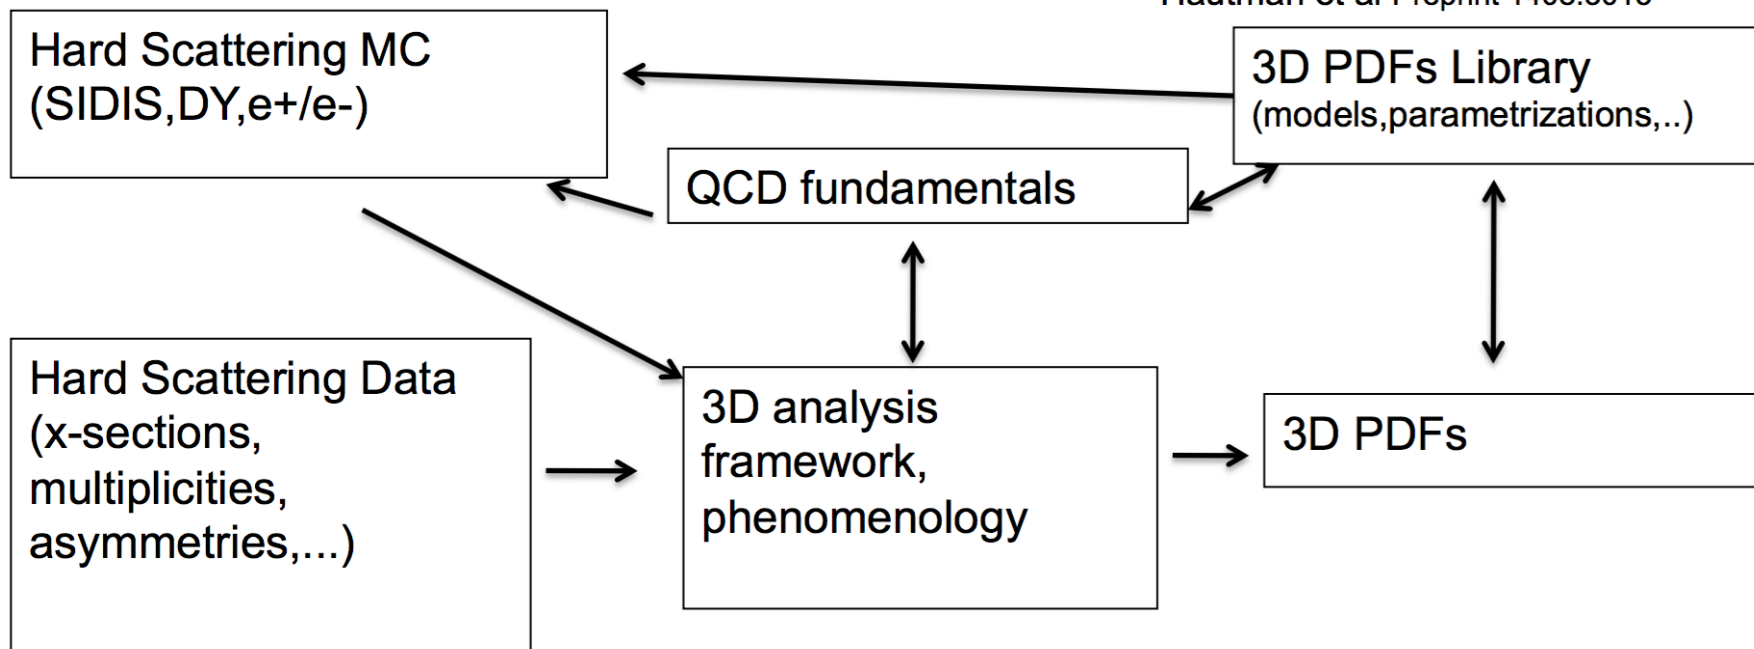 Hard Scattering MC
(SIDIS,DY,e+/e-)
3D PDFs Library
(models,parametrizations,..)
QCD fundamentals
Hard Scattering Data
(x-sections,
multiplicities,
asymmetries,...)
3D analysis
framework,
phenomenology
3D PDFs